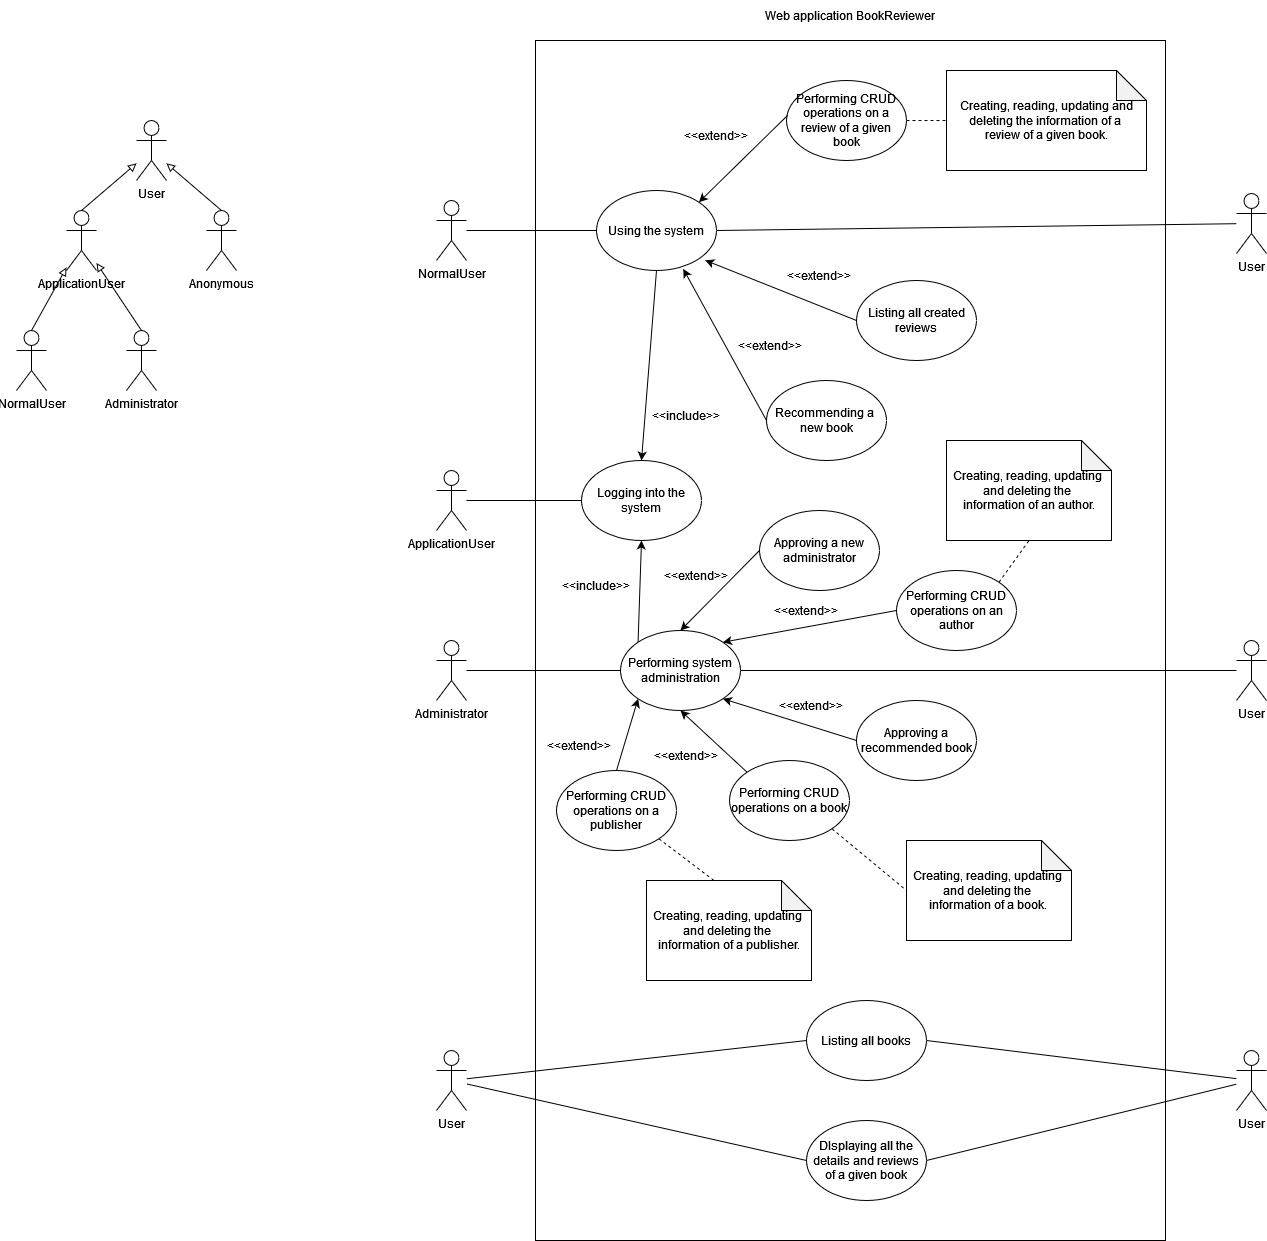 Web application BookReviewer
User
ApplicationUser
Anonymous
NormalUser
Administrator
Performing CRUD
operations on a
review of a given
book
Creating, reading, updating and
deleting the information of a
review of a given book.
<<extend>>
NormalUser
Using the system
User
<<extend>>
Listing all created
reviews
<<extend>>
Recommending a
new book
<<include>>
ApplicationUser
Logging into the
system
Creating, reading, updating
and deleting the
information of an author.
Approving a new
administrator
<<include>>
<<extend>>
<<extend>>
Performing CRUD
operations on an
author
Administrator
Performing system
administration
User
<<extend>>
Approving a
recommended book
<<extend>>
<<extend>>
Performing CRUD
operations on a
publisher
Performing CRUD
operations on a book
Creating, reading, updating
and deleting the
information of a book.
Creating, reading, updating
and deleting the
information of a publisher.
Listing all books
User
User
DIsplaying all the
details and reviews
of a given book